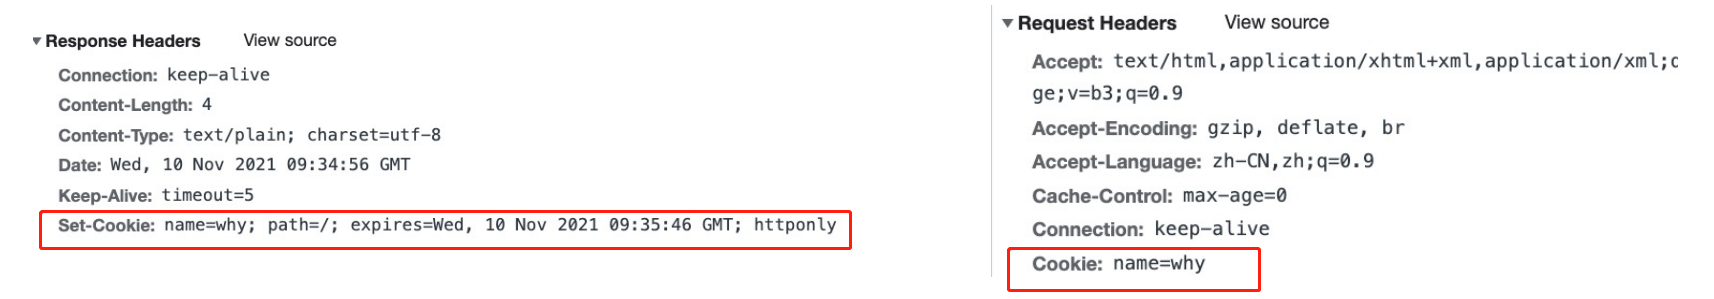 Response Headers View source
Connection: keep-alive
Content-Length: 4
Content-Type: text/plain; charset=utf-8
Date: Wed, 10 Nov 2021 09:34:56 GMT
Keep-Alive: timeout=5
Set-Cookie: name=why; path=/; expires=Wed, 10 Nov 2021 09:35:46 GMT; httponly
Request Headers View source
Accept: text/html,application/xhtml+xml,application/xml;
ge;v=b3;q=0.9
Accept-Encoding: gzip, deflate, br
Accept-Language: zh-CN,zh;q=0.9
Cache-Control: max-age=0
Connection: keep-alive
Cookie: name=why